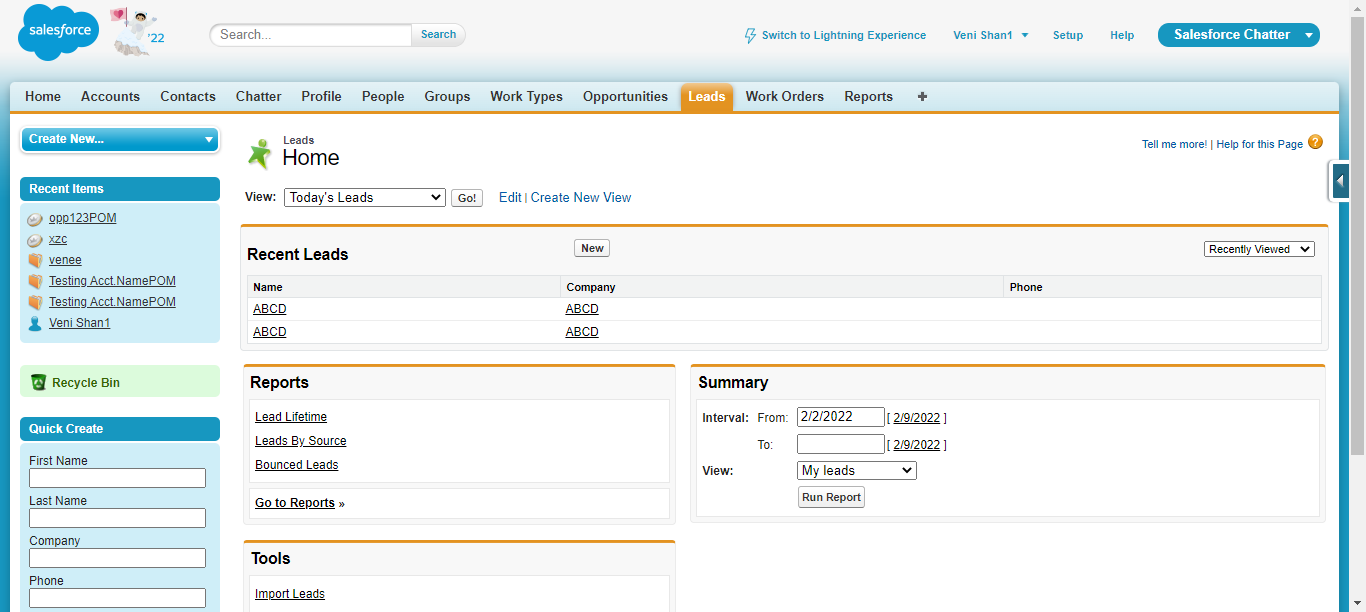 salesforce
'22
Search...
Search
Switch to Lightning Experience
Veni Shan1
Setup
Help
Salesforce Chatter
Home Accounts Contacts Chatter Profile People Groups Work Types Opportunities Leads Work Orders Reports +
Create New...
Recent Items
opp123POM
xzc
venee
Testing Acct.NamePOM
Testing Acct.NamePOM
Veni Shan1
Recycle Bin
Quick Create
First Name
Last Name
Company
Phone
Leads
Home
Tell me more! | Help for this Page ?
View: Today's Leads Go! Edit | Create New View
Recent Leads New Recently Viewed
Name Company Phone
ABCD ABCD
ABCD ABCD
Reports
Lead Lifetime
Leads By Source
Bounced Leads
Go to Reports »
Summary
Interval: From: 2/2/2022 [ 2/9/2022 ]
To: [ 2/9/2022 ]
View: My leads
Run Report
Tools
Import Leads